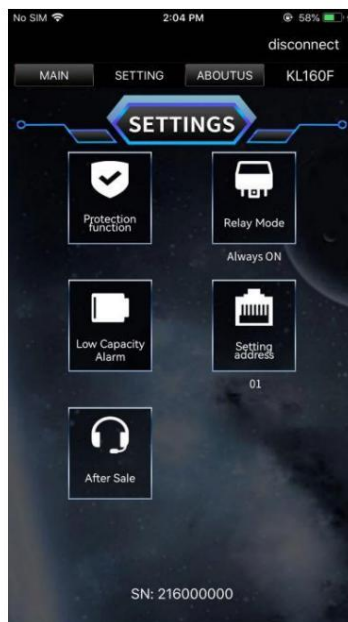 No SIM 2:04 PM 58%
disconnect
MAIN SETTING ABOUTUS KL160F
SETTINGS
Protection
function
Relay Mode
Always ON
Low Capacity
Alarm
Setting
address
01
After Sale
SN: 216000000